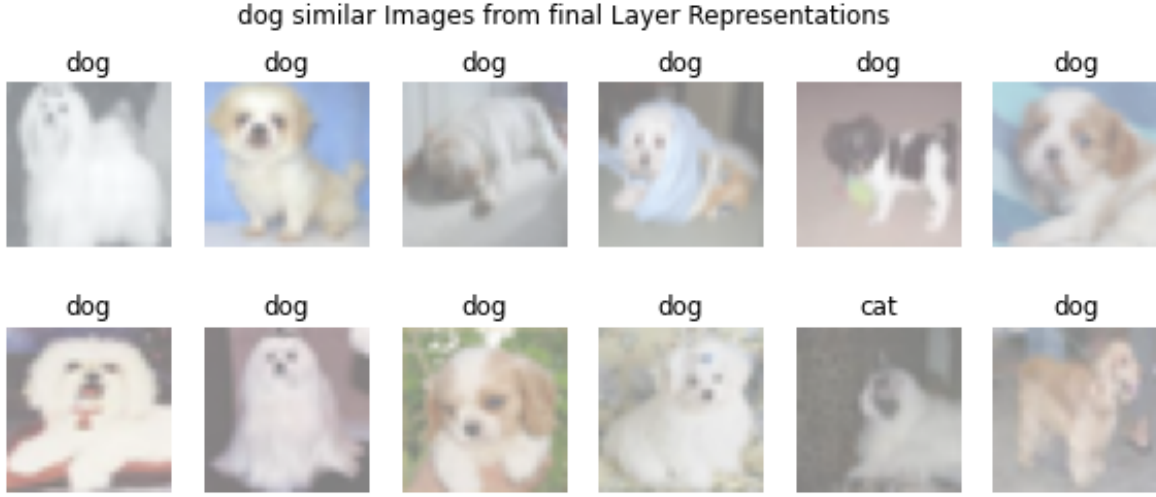 dog similar Images from final Layer Representations
dog dog dog dog dog dog
dog dog dog dog cat dog